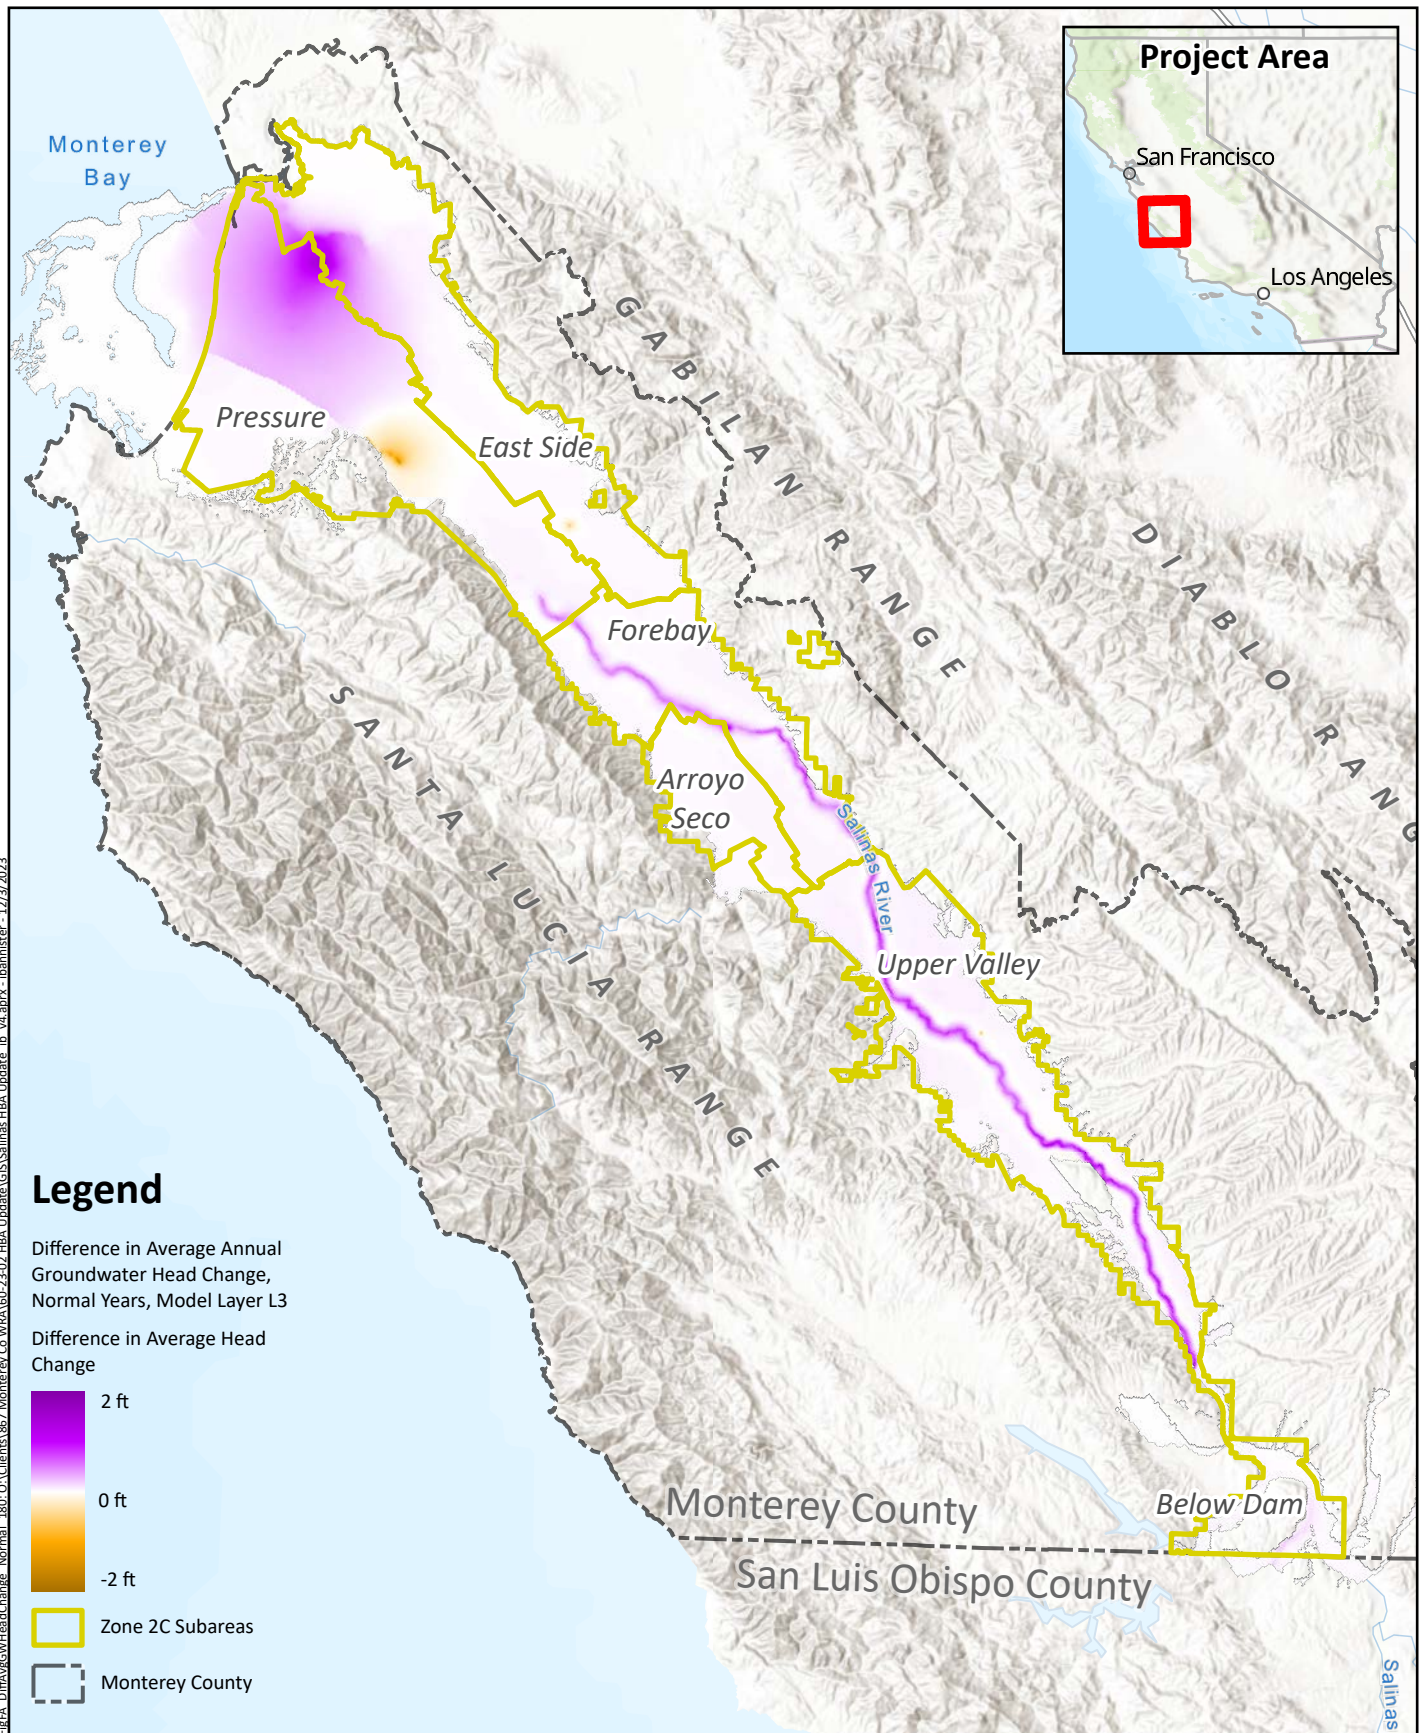 Project Area
San Francisco
Los Angeles
Monterey
Bay
GABILAN RANGE
DIABLO RANG
SANTA LUCIA RANGE
Pressure
East Side
Forebay
Arroyo
Seco
Salinas River
Upper Valley
Below Dam
Monterey County
San Luis Obispo County
Salinas
Legend
Difference in Average Annual
Groundwater Head Change,
Normal Years, Model Layer L3
Difference in Average Head
Change
2 ft
0 ft
-2 ft
Zone 2C Subareas
Monterey County